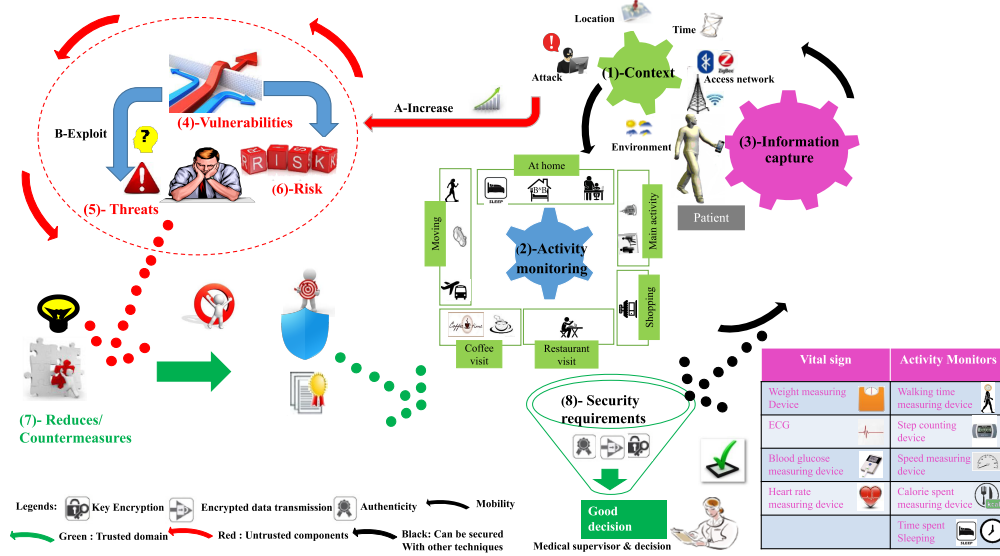 Location
Time
Attack
(1)-Context
ZigBee
Access network
A-Increase
(4)-Vulnerabilities
B-Exploit
?
RISK
(6)-Risk
(5)- Threats
Environment
(3)-Information
capture
Patient
At home
SLEEP
B^B
Moving
Main activity
(2)-Activity
monitoring
Shopping
Coffee
visit
Restaurant
visit
(7)- Reduces/
Countermeasures
(8)- Security
requirements
Good
decision
Medical supervisor & decision
Vital sign
Activity Monitors
Weight measuring
Device
Walking time
measuring device
ECG
Step counting
device
Blood glucose
measuring device
Speed measuring
device
Heart rate
measuring device
Calorie spent
measuring device
Time spent
Sleeping
SLEEP
Legends:
Key Encryption
Encrypted data transmission
Authenticity
Mobility
Green : Trusted domain
Red : Untrusted components
Black: Can be secured
With other techniques